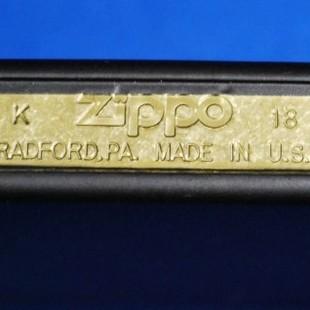 K Zippo 18
RADFORD, PA. MADE IN U.S.